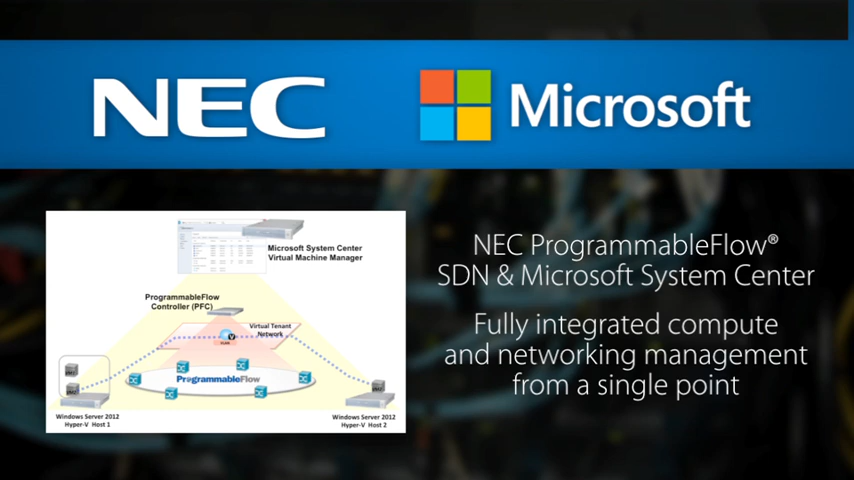 NEC
Microsoft
Microsoft System Center
Virtual Machine Manager
ProgrammableFlow
Controller (PFC)
Virtual Tenant
Network
ProgrammableFlow
Windows Server 2012
Hyper-V Host 1
Windows Server 2012
Hyper-V Host 2
NEC ProgrammableFlow®
SDN & Microsoft System Center
Fully integrated compute
and networking management
from a single point